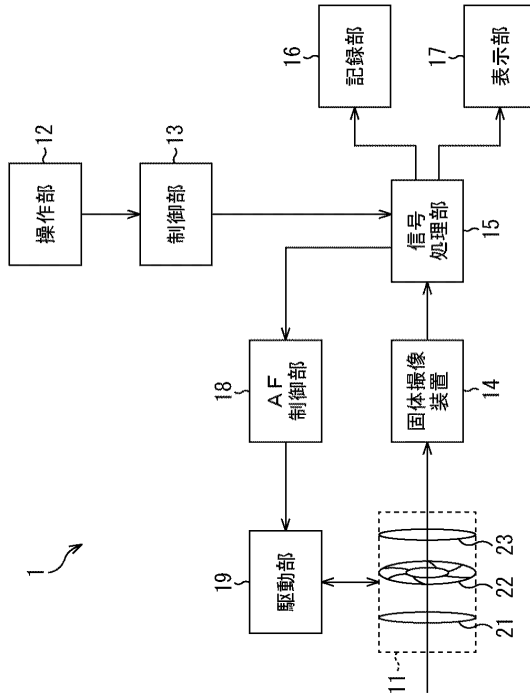 1
操作部
12
制御部
13
記録部
16
表示部
17
信号
処理部
15
AF
制御部
18
固体撮像
装置
14
駆動部
19
11
21
22
23